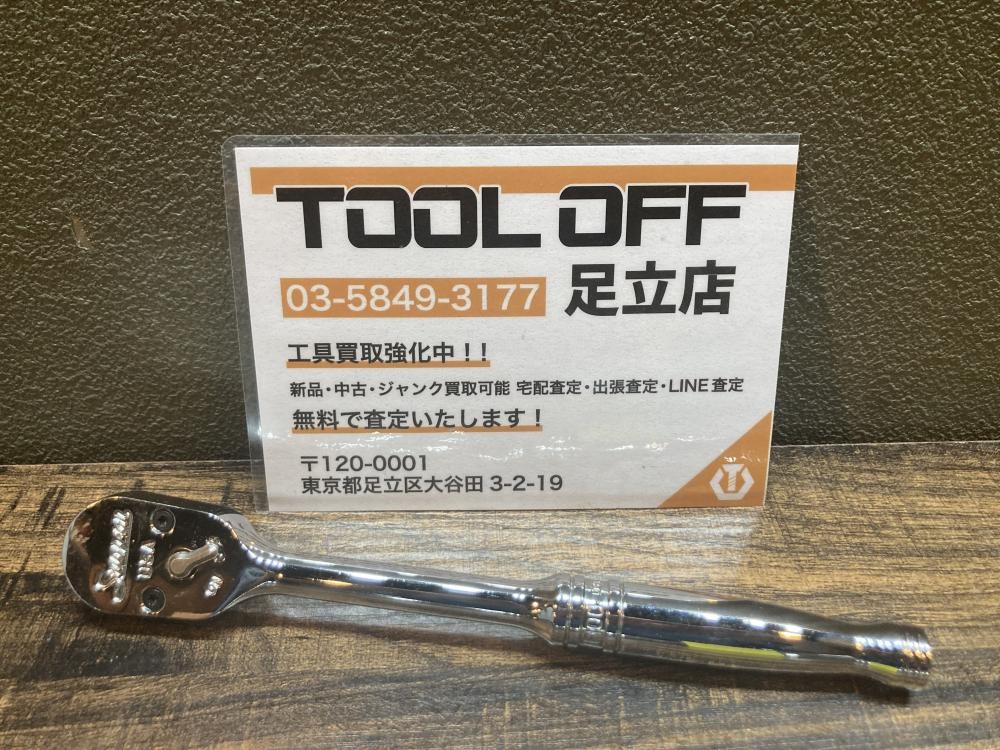 TOOL OFF
03-5849-3177 足立店
工具買取強化中！！
新品・中古・ジャンク買取可能 宅配査定・出張査定・LINE査定
無料で査定いたします！
〒120-0001
東京都足立区大谷田 3-2-19
Snap-on
USA